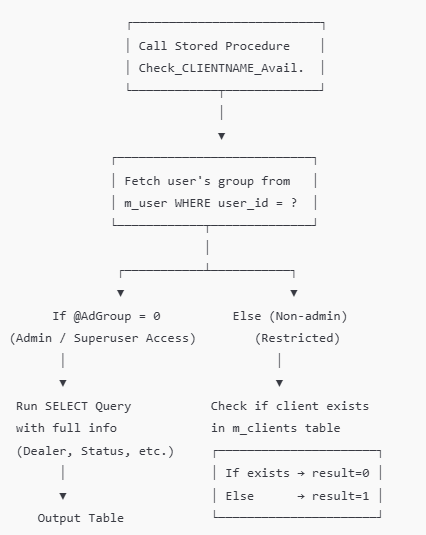 Call Stored Procedure
Check_CLIENTNAME_Avail.
Fetch user's group from
m_user WHERE user_id = ?
If @AdGroup = 0
(Admin / Superuser Access)
Else (Non-admin)
(Restricted)
Run SELECT Query
with full info
(Dealer, Status, etc.)
Output Table
Check if client exists
in m_clients table
If exists → result=0
Else → result=1